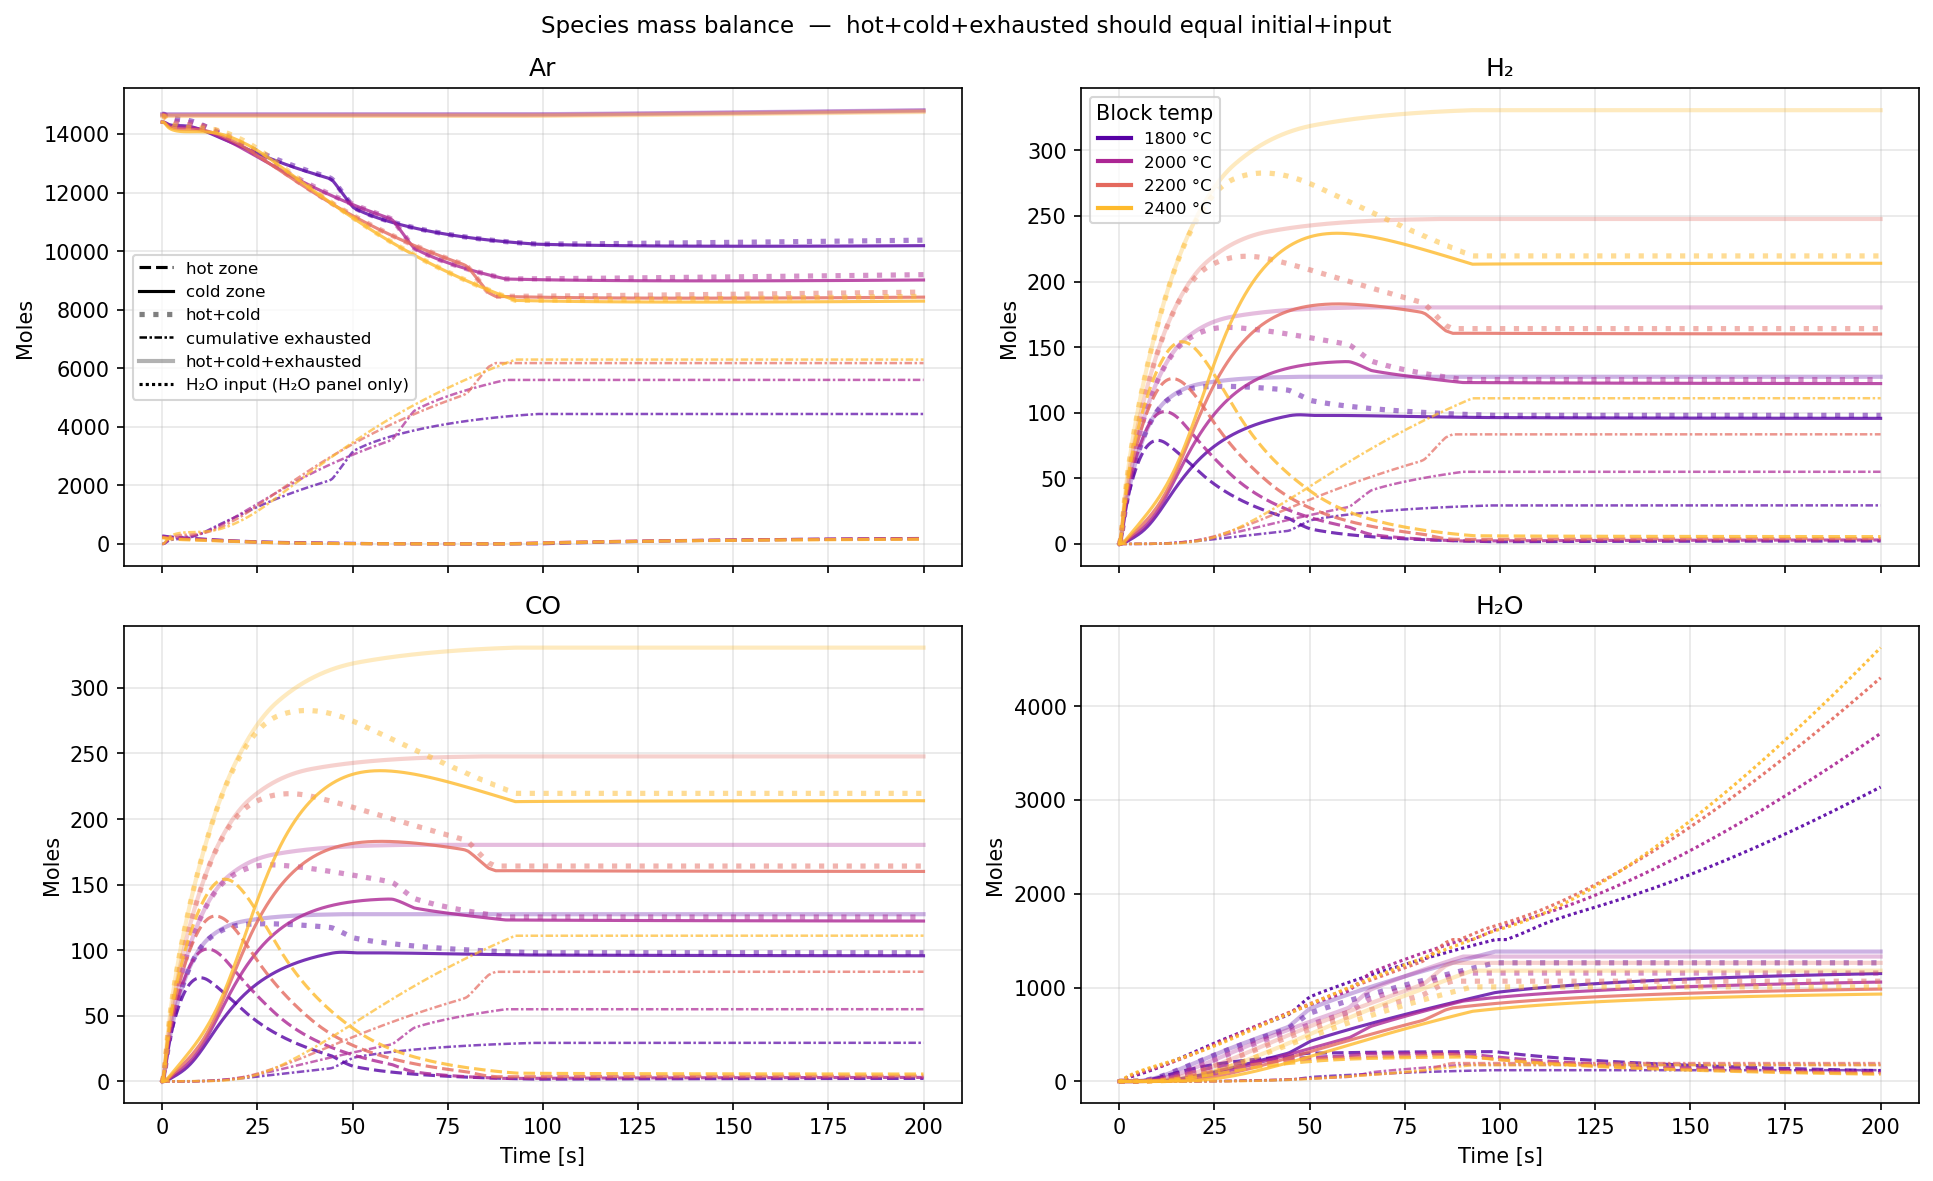 Species mass balance  —  hot+cold+exhausted should equal initial+input
Ar
Moles
14000
12000
10000
8000
6000
4000
2000
0
hot zone
cold zone
hot+cold
cumulative exhausted
hot+cold+exhausted
H₂O input (H₂O panel only)
H₂
Moles
300
250
200
150
100
50
0
Block temp
1800 °C
2000 °C
2200 °C
2400 °C
CO
Moles
300
250
200
150
100
50
0
0 25 50 75 100 125 150 175 200
Time [s]
H₂O
Moles
4000
3000
2000
1000
0
0 25 50 75 100 125 150 175 200
Time [s]